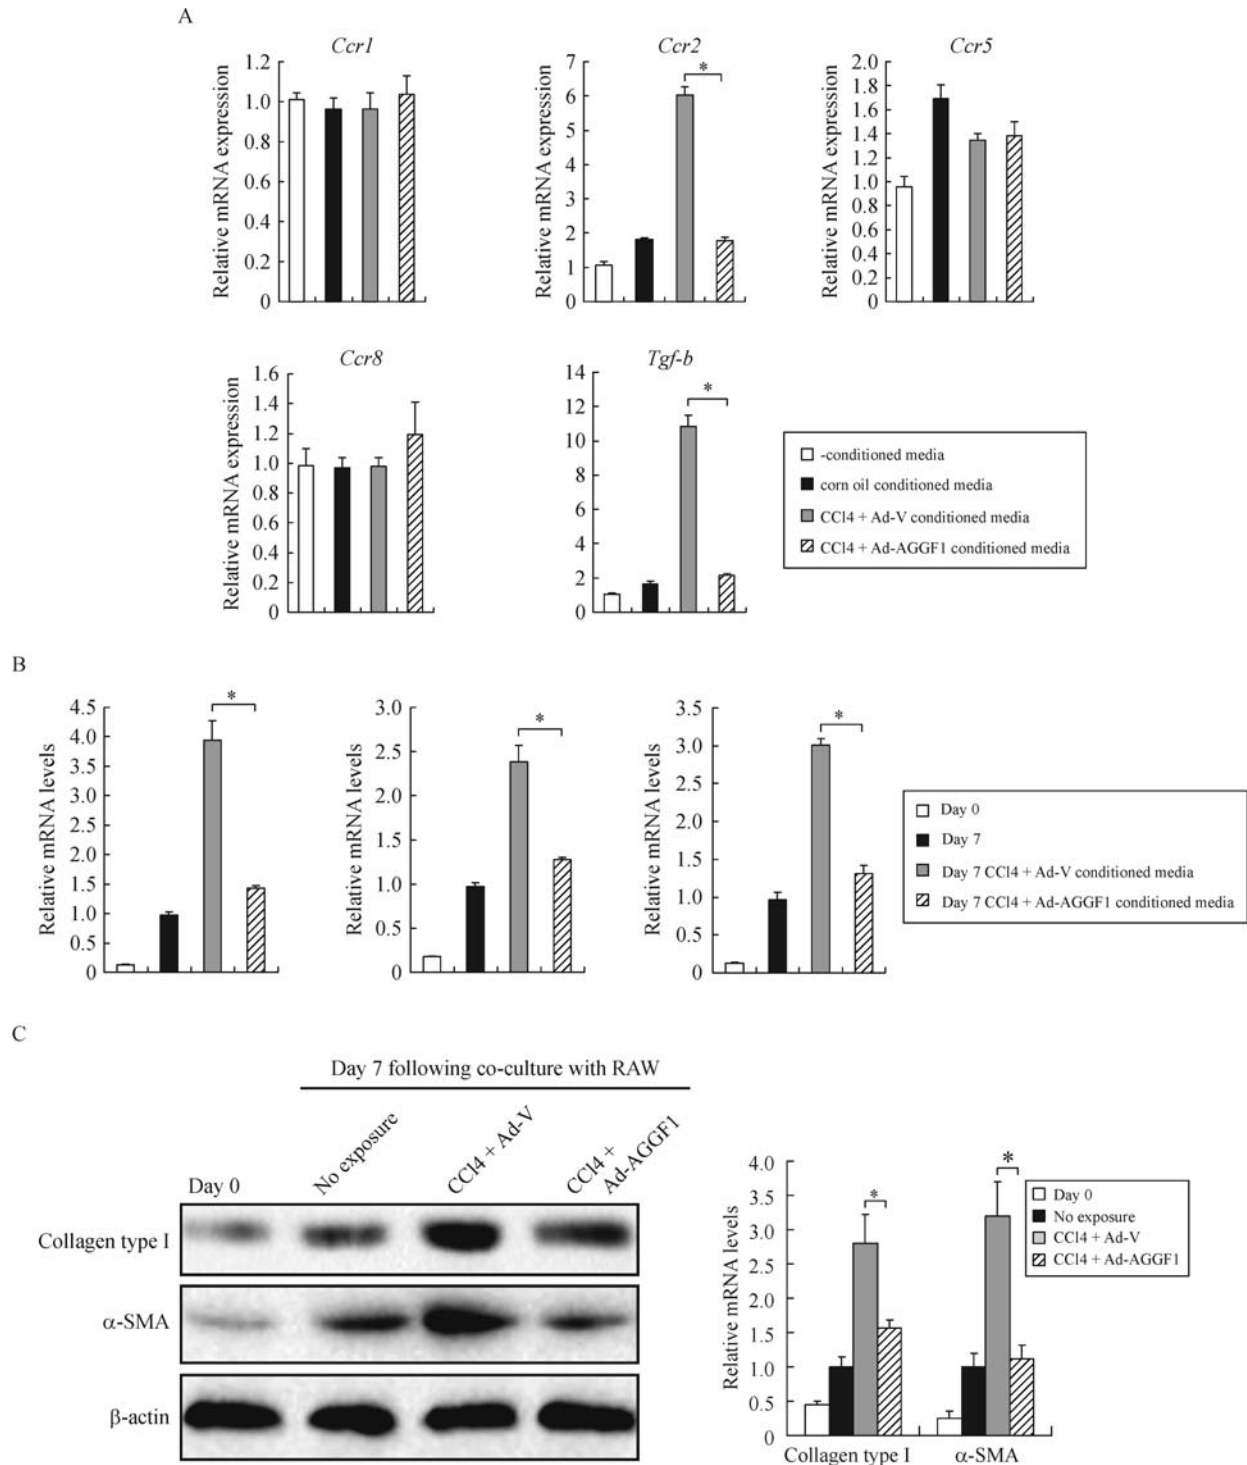 A
Ccr1
Relative mRNA expression
1.2
1.0
0.8
0.6
0.4
0.2
0
Ccr2
Relative mRNA expression
7
6
5
4
3
2
1
0
*
Ccr5
Relative mRNA expression
2.0
1.8
1.6
1.4
1.2
1.0
0.8
0.6
0.4
0.2
0
Ccr8
Relative mRNA expression
1.6
1.4
1.2
1.0
0.8
0.6
0.4
0.2
0
Tgf-b
Relative mRNA expression
14
12
10
8
6
4
2
0
*
-conditioned media
corn oil conditioned media
CCl4 + Ad-V conditioned media
CCl4 + Ad-AGGF1 conditioned media
B
Relative mRNA levels
4.5
4.0
3.5
3.0
2.5
2.0
1.5
1.0
0.5
0
*
Relative mRNA levels
3.0
2.5
2.0
1.5
1.0
0.5
0
*
Relative mRNA levels
3.5
3.0
2.5
2.0
1.5
1.0
0.5
0
*
Day 0
Day 7
Day 7 CCl4 + Ad-V conditioned media
Day 7 CCl4 + Ad-AGGF1 conditioned media
C
Day 7 following co-culture with RAW
Day 0
No exposure
CCl4 + Ad-V
CCl4 +
Ad-AGGF1
Collagen type I
α-SMA
β-actin
Relative mRNA levels
4.0
3.5
3.0
2.5
2.0
1.5
1.0
0.5
0
*
*
Collagen type I
α-SMA
Day 0
No exposure
CCl4 + Ad-V
CCl4 + Ad-AGGF1